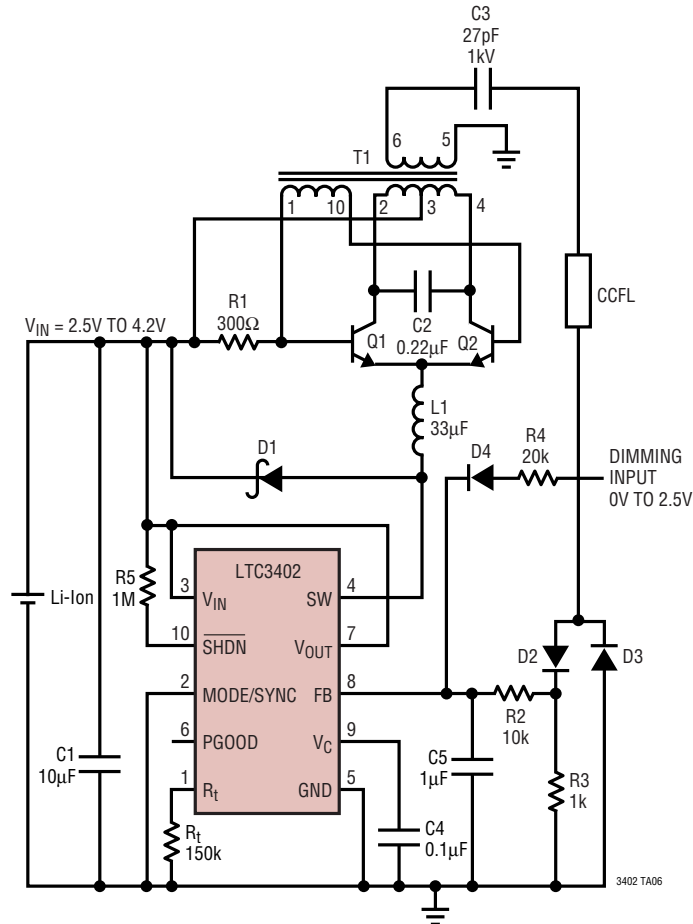 C3
27pF
1kV
6
5
T1
1
10
2
3
4
R1
300Ω
VIN = 2.5V TO 4.2V
Q1
C2
0.22µF
Q2
CCFL
L1
33µF
D1
D4
R4
20k
DIMMING
INPUT
0V TO 2.5V
R5
1M
Li-Ion
LTC3402
3
VIN
SW
4
10
SHDN
VOUT
7
2
MODE/SYNC
FB
8
6
PGOOD
VC
9
1
Rt
GND
5
D2
D3
R2
10k
C1
10µF
C5
1µF
R3
1k
Rt
150k
C4
0.1µF
3402 TA06